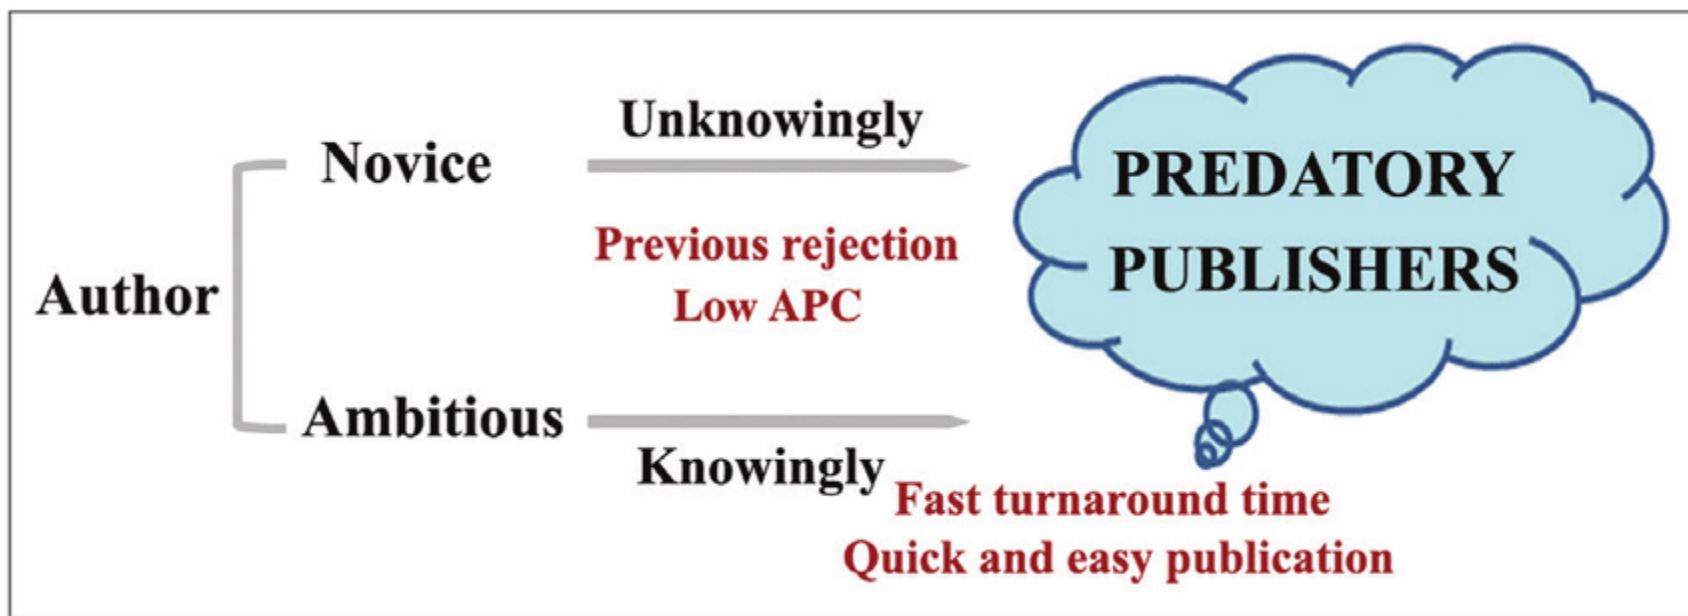 Author
Novice
Unknowingly
Previous rejection
Low APC
Ambitious
Knowingly
PREDATORY
PUBLISHERS
Fast turnaround time
Quick and easy publication